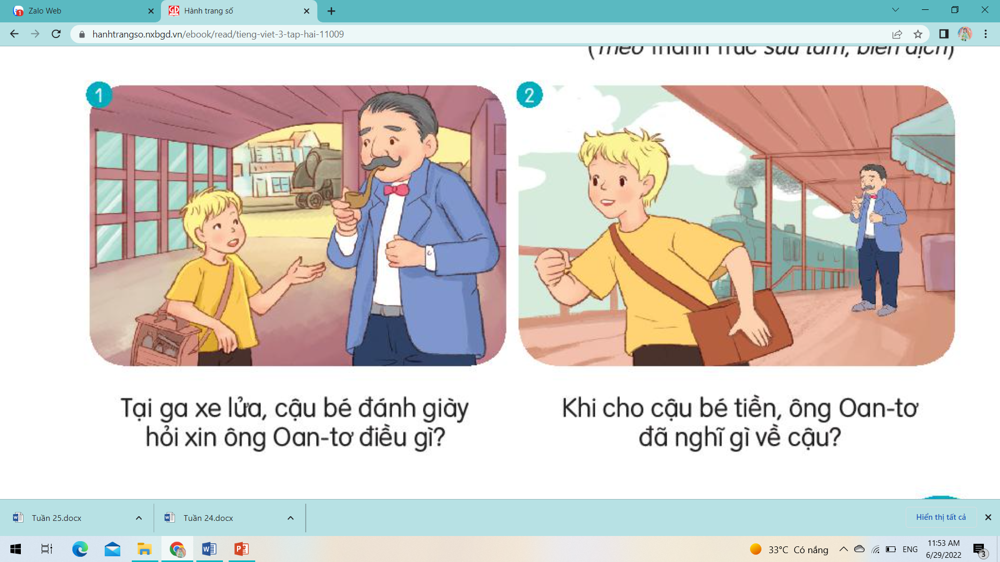 Zalo Web
Hành trang số
hanhtrangso.nxbgd.vn/ebook/read/tieng-viet-3-tap-hai-11009
(Theo Thanh Trúc sưu tầm, biên dịch)
1
2
Tại ga xe lửa, cậu bé đánh giày
hỏi xin ông Oan-tơ điều gì?
Khi cho cậu bé tiền, ông Oan-tơ
đã nghĩ gì về cậu?
Tuần 25.docx
Tuần 24.docx
Hiển thị tất cả
33°C Có nắng
ENG
11:53 AM
6/29/2022
3